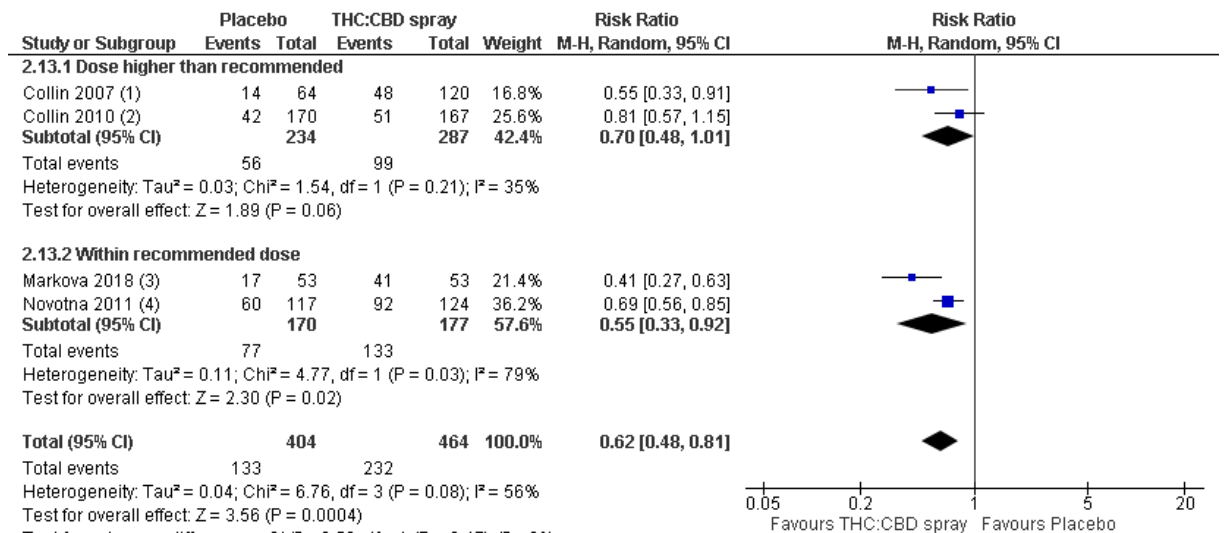 Placebo THC:CBD spray Risk Ratio Risk Ratio
Study or Subgroup Events Total Events Total Weight M-H, Random, 95% CI M-H, Random, 95% CI
2.13.1 Dose higher than recommended
Collin 2007 (1) 14 64 48 120 16.8% 0.55 [0.33, 0.91]
Collin 2010 (2) 42 170 51 167 25.6% 0.81 [0.57, 1.15]
Subtotal (95% CI) 234 287 42.4% 0.70 [0.48, 1.01]
Total events 56 99
Heterogeneity: Tau² = 0.03; Chi² = 1.54, df = 1 (P = 0.21); I² = 35%
Test for overall effect: Z = 1.89 (P = 0.06)
2.13.2 Within recommended dose
Markova 2018 (3) 17 53 41 53 21.4% 0.41 [0.27, 0.63]
Novotna 2011 (4) 60 117 92 124 36.2% 0.69 [0.56, 0.85]
Subtotal (95% CI) 170 177 57.6% 0.55 [0.33, 0.92]
Total events 77 133
Heterogeneity: Tau² = 0.11; Chi² = 4.77, df = 1 (P = 0.03); I² = 79%
Test for overall effect: Z = 2.30 (P = 0.02)
Total (95% CI) 404 464 100.0% 0.62 [0.48, 0.81]
Total events 133 232
Heterogeneity: Tau² = 0.04; Chi² = 6.76, df = 3 (P = 0.08); I² = 56%
Test for overall effect: Z = 3.56 (P = 0.0004)
0.05 0.2 1 5 20
Favours THC:CBD spray Favours Placebo